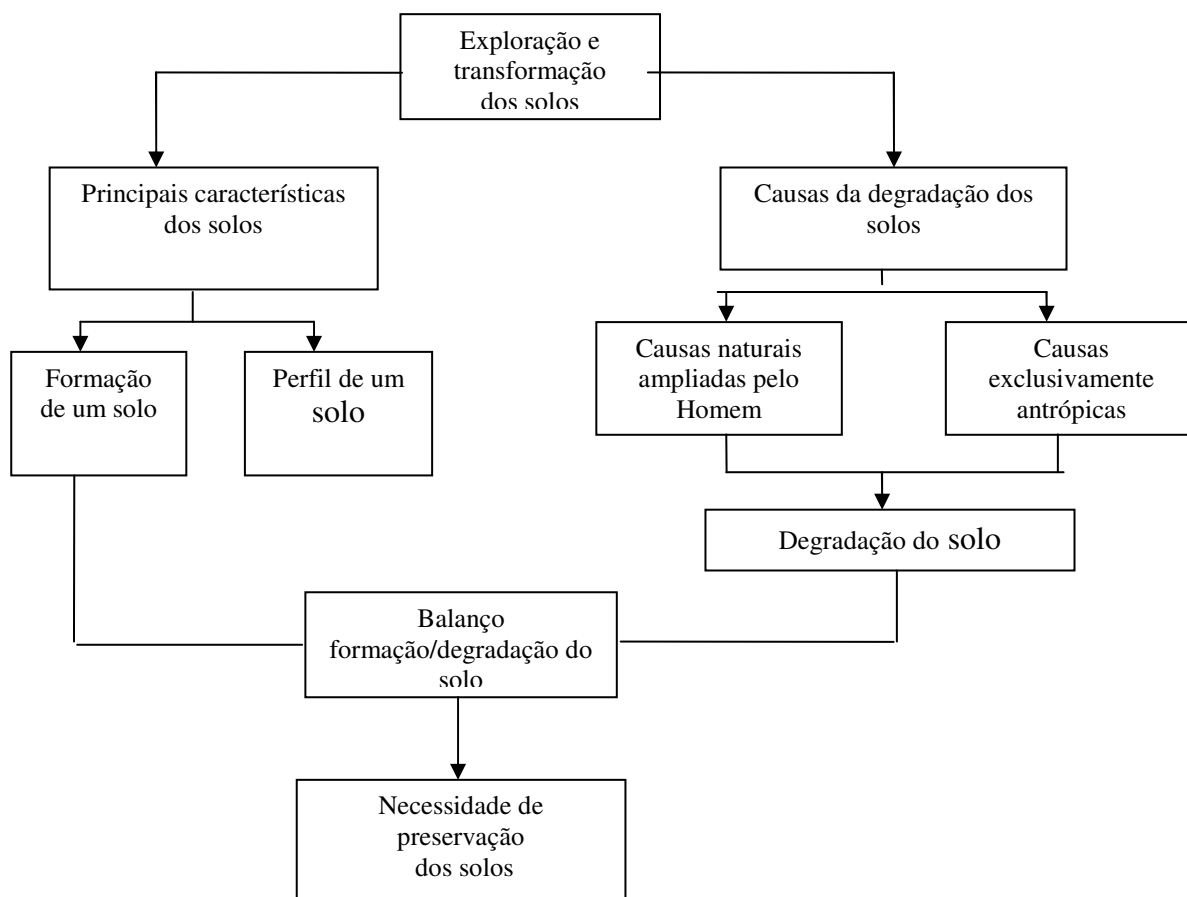 Exploração e
transformação
dos solos
Principais características
dos solos
Causas da degradação dos
solos
Formação
de um solo
Perfil de um
solo
Causas naturais
ampliadas pelo
Homem
Causas
exclusivamente
antrópicas
Degradação do solo
Balanço
formação/degradação do
solo
Necessidade de
preservação
dos solos